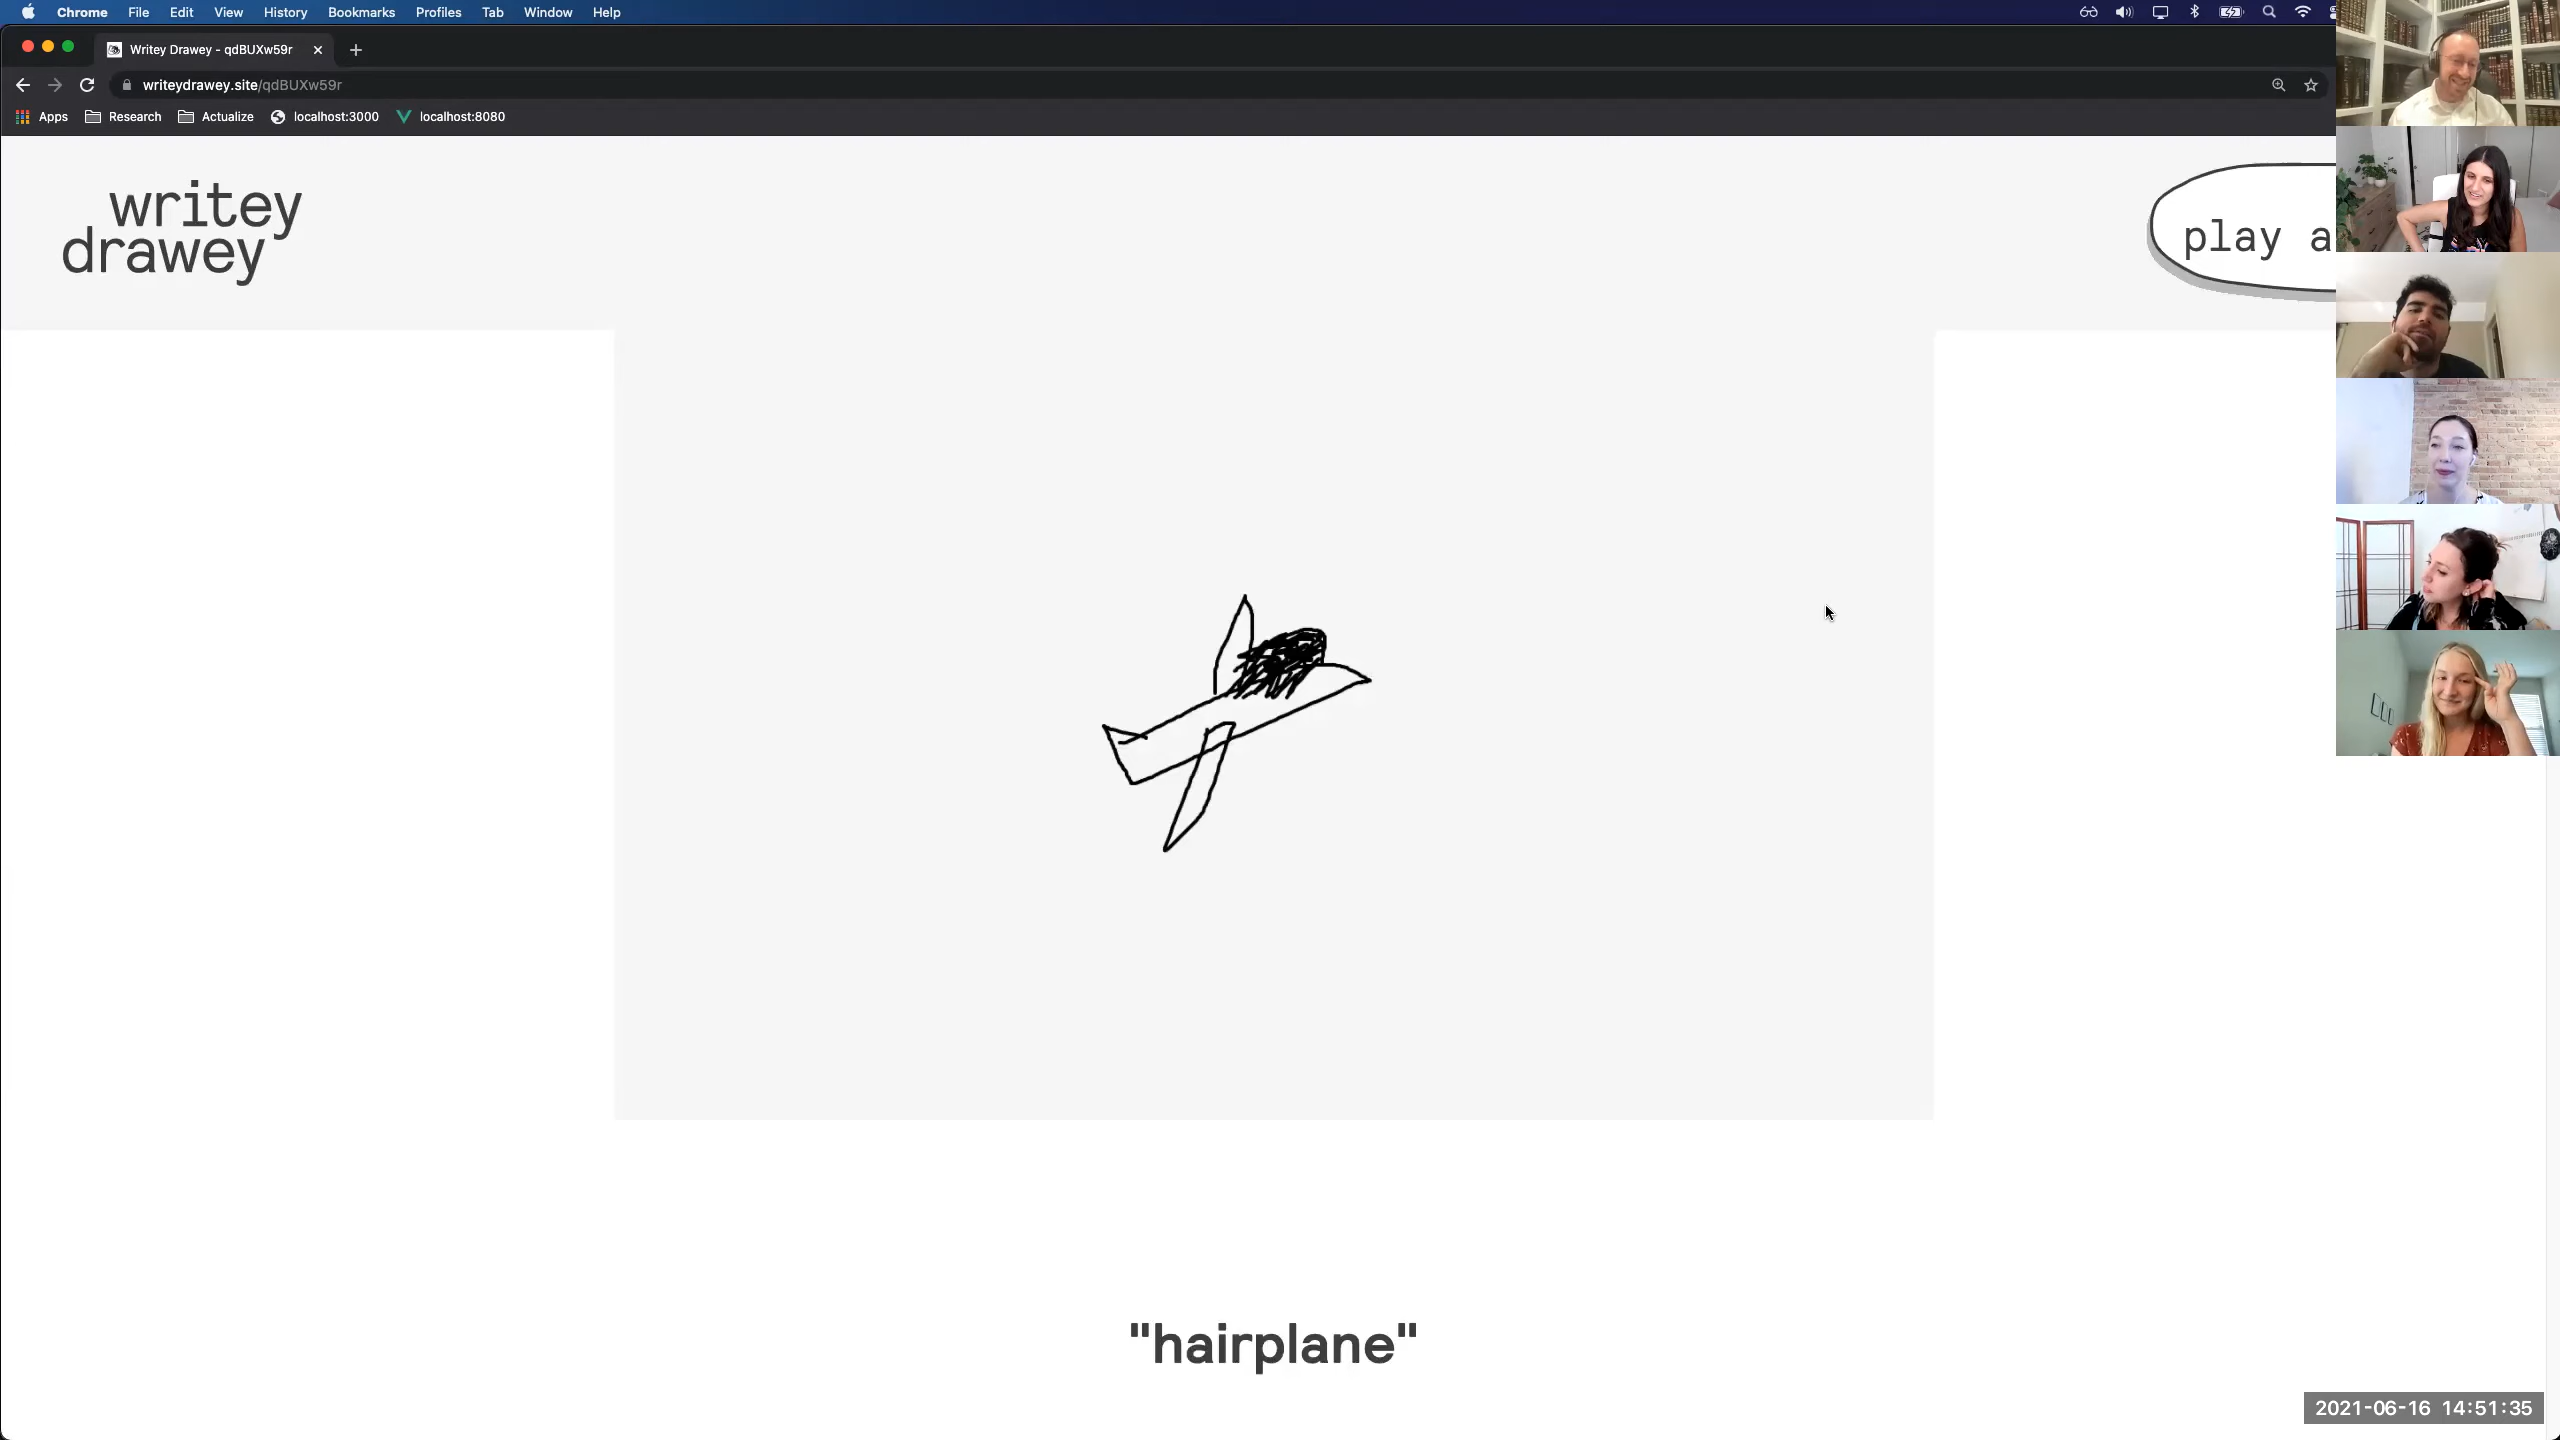 Chrome File Edit View History Bookmarks Profiles Tab Window Help
Writey Drawey - qdBUXw59r
writeydrawey.site/qdBUXw59r
Apps Research Actualize localhost:3000 localhost:8080
writey
drawey
play a
"hairplane"
2021-06-16 14:51:35